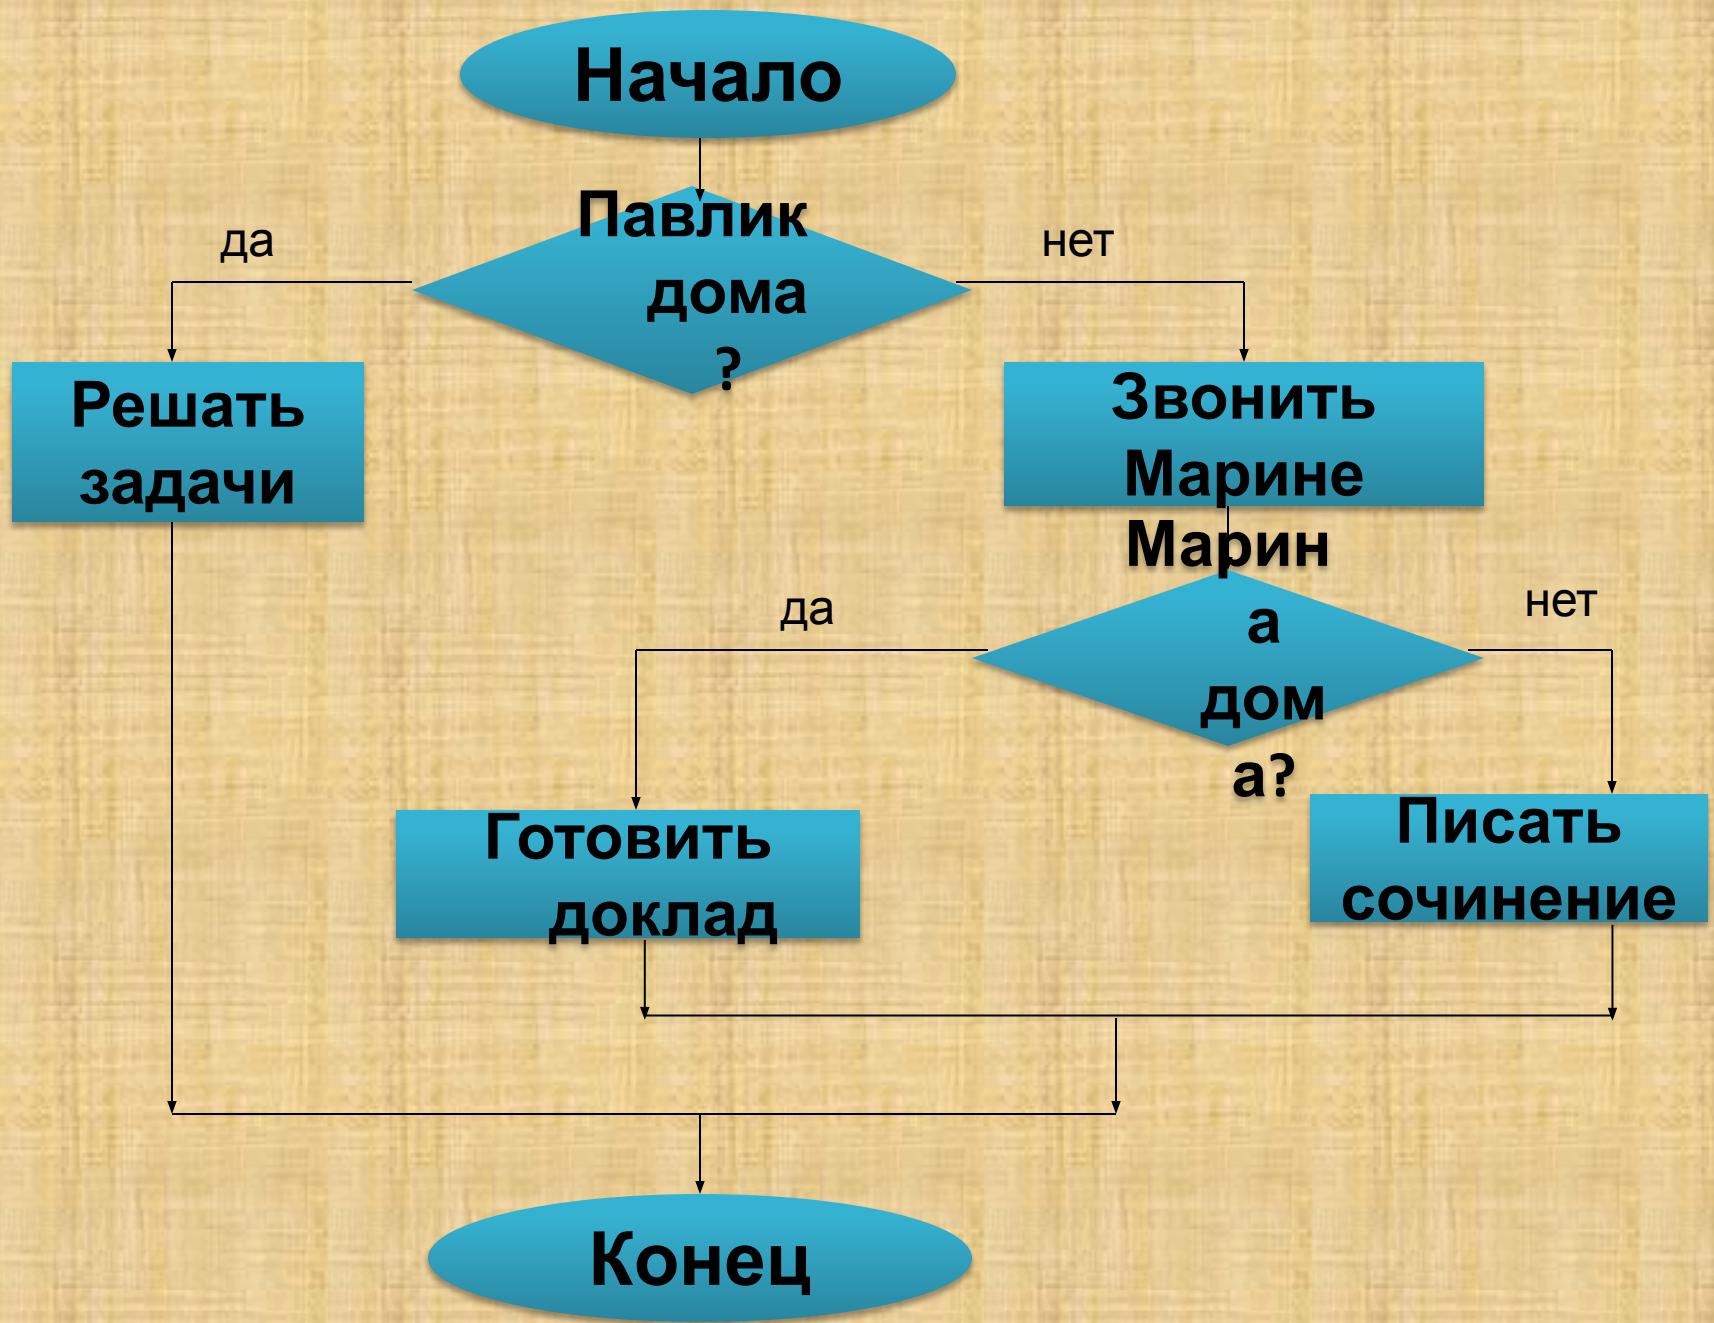 Начало
Павлик
дома
?
да
нет
Решать
задачи
Звонить
Марине
Марин
а
дом
а?
да
нет
Готовить
доклад
Писать
сочинение
Конец